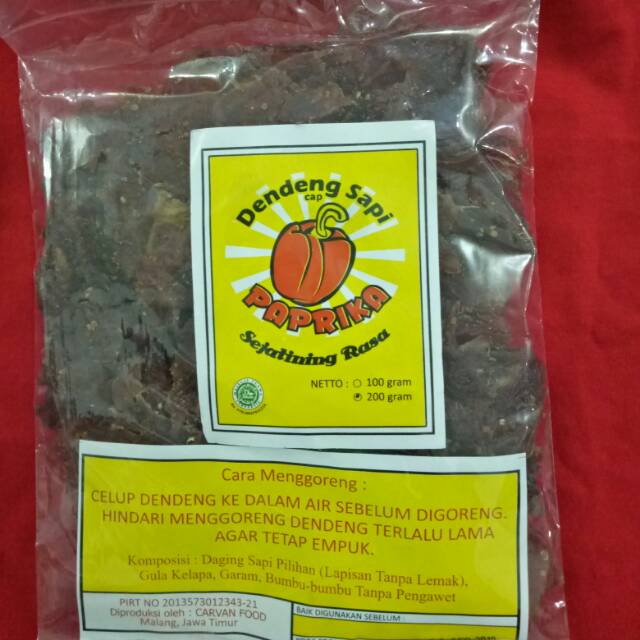 Dendeng Sapi
cap
PAPRIKA
Sejatining Rasa
NETTO : 100 gram
200 gram
Cara Menggoreng :
CELUP DENDENG KE DALAM AIR SEBELUM DIGORENG.
HINDARI MENGGORENG DENDENG TERLALU LAMA
AGAR TETAP EMPUK.
Komposisi : Daging Sapi Pilihan (Lapisan Tanpa Lemak),
Gula Kelapa, Garam, Bumbu-bumbu Tanpa Pengawet
PIRT NO 2013573012343-21
Diproduksi oleh : CARVAN FOOD
Malang, Jawa Timur
BAIK DIGUNAKAN SEBELUM